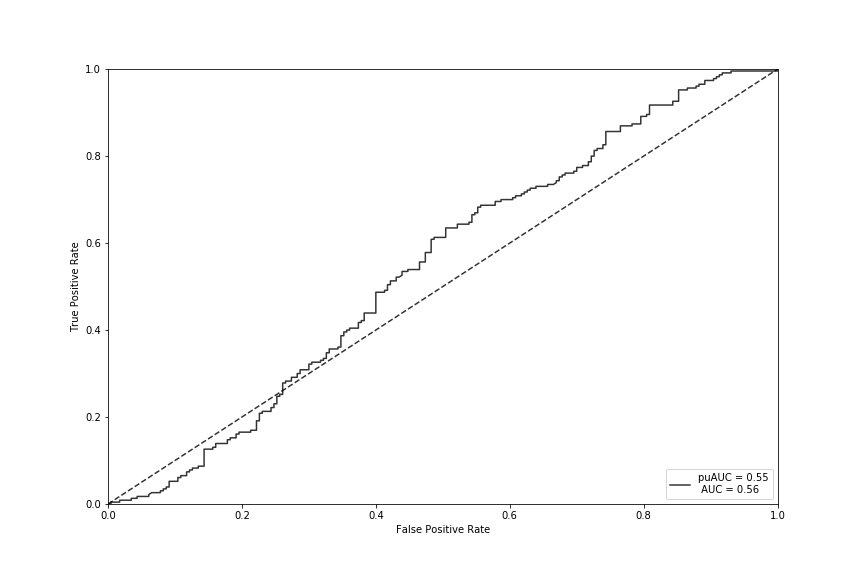 1.0
0.8
0.6
0.4
0.2
0.0
True Positive Rate
puAUC = 0.55
AUC = 0.56
0.0 0.2 0.4 0.6 0.8 1.0
False Positive Rate